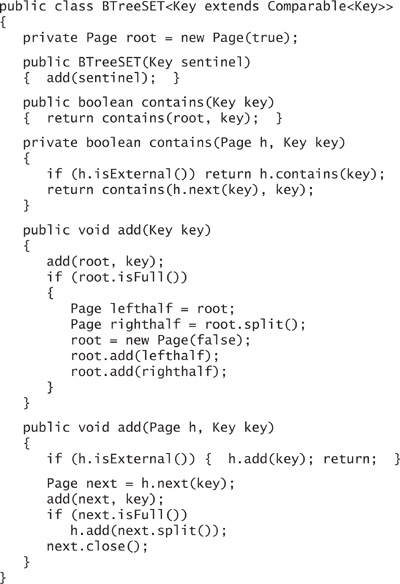 public class BTreeSET<Key extends Comparable<Key>>
{
   private Page root = new Page(true);
   public BTreeSET(Key sentinel)
   {  add(sentinel);  }
   public boolean contains(Key key)
   {  return contains(root, key);  }
   private boolean contains(Page h, Key key)
   {
      if (h.isExternal()) return h.contains(key);
      return contains(h.next(key), key);
   }
   public void add(Key key)
   {
      add(root, key);
      if (root.isFull())
      {
         Page lefthalf = root;
         Page righthalf = root.split();
         root = new Page(false);
         root.add(lefthalf);
         root.add(righthalf);
      }
   }
   public void add(Page h, Key key)
   {
      if (h.isExternal()) {  h.add(key); return;  }
      Page next = h.next(key);
      add(next, key);
      if (next.isFull())
         h.add(next.split());
      next.close();
   }
}